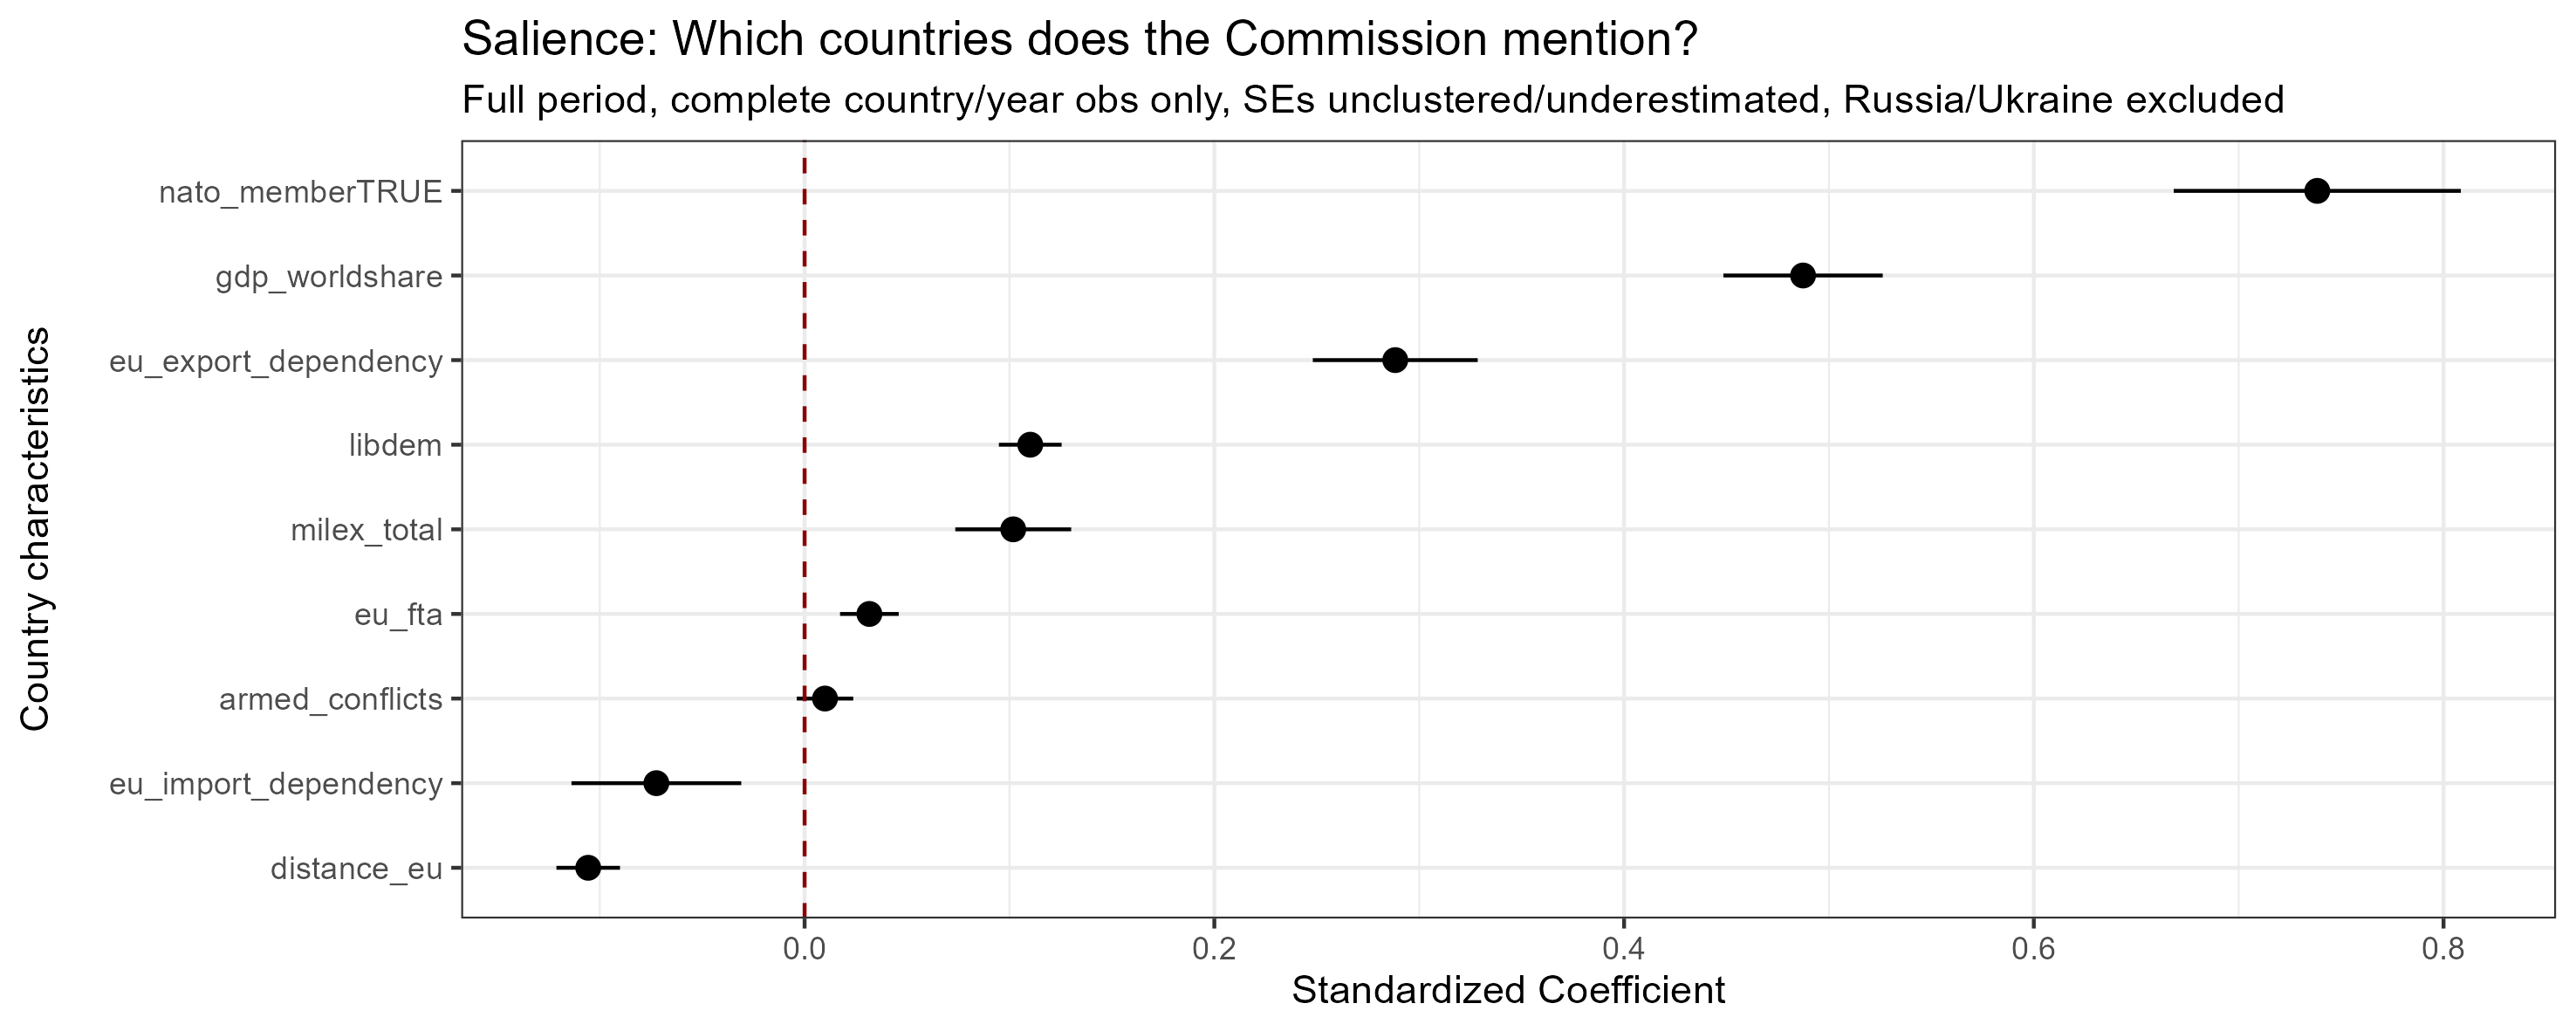 Salience: Which countries does the Commission mention?
Full period, complete country/year obs only, SEs unclustered/underestimated, Russia/Ukraine excluded
Country characteristics
nato_memberTRUE
gdp_worldshare
eu_export_dependency
libdem
milex_total
eu_fta
armed_conflicts
eu_import_dependency
distance_eu
0.0 0.2 0.4 0.6 0.8
Standardized Coefficient